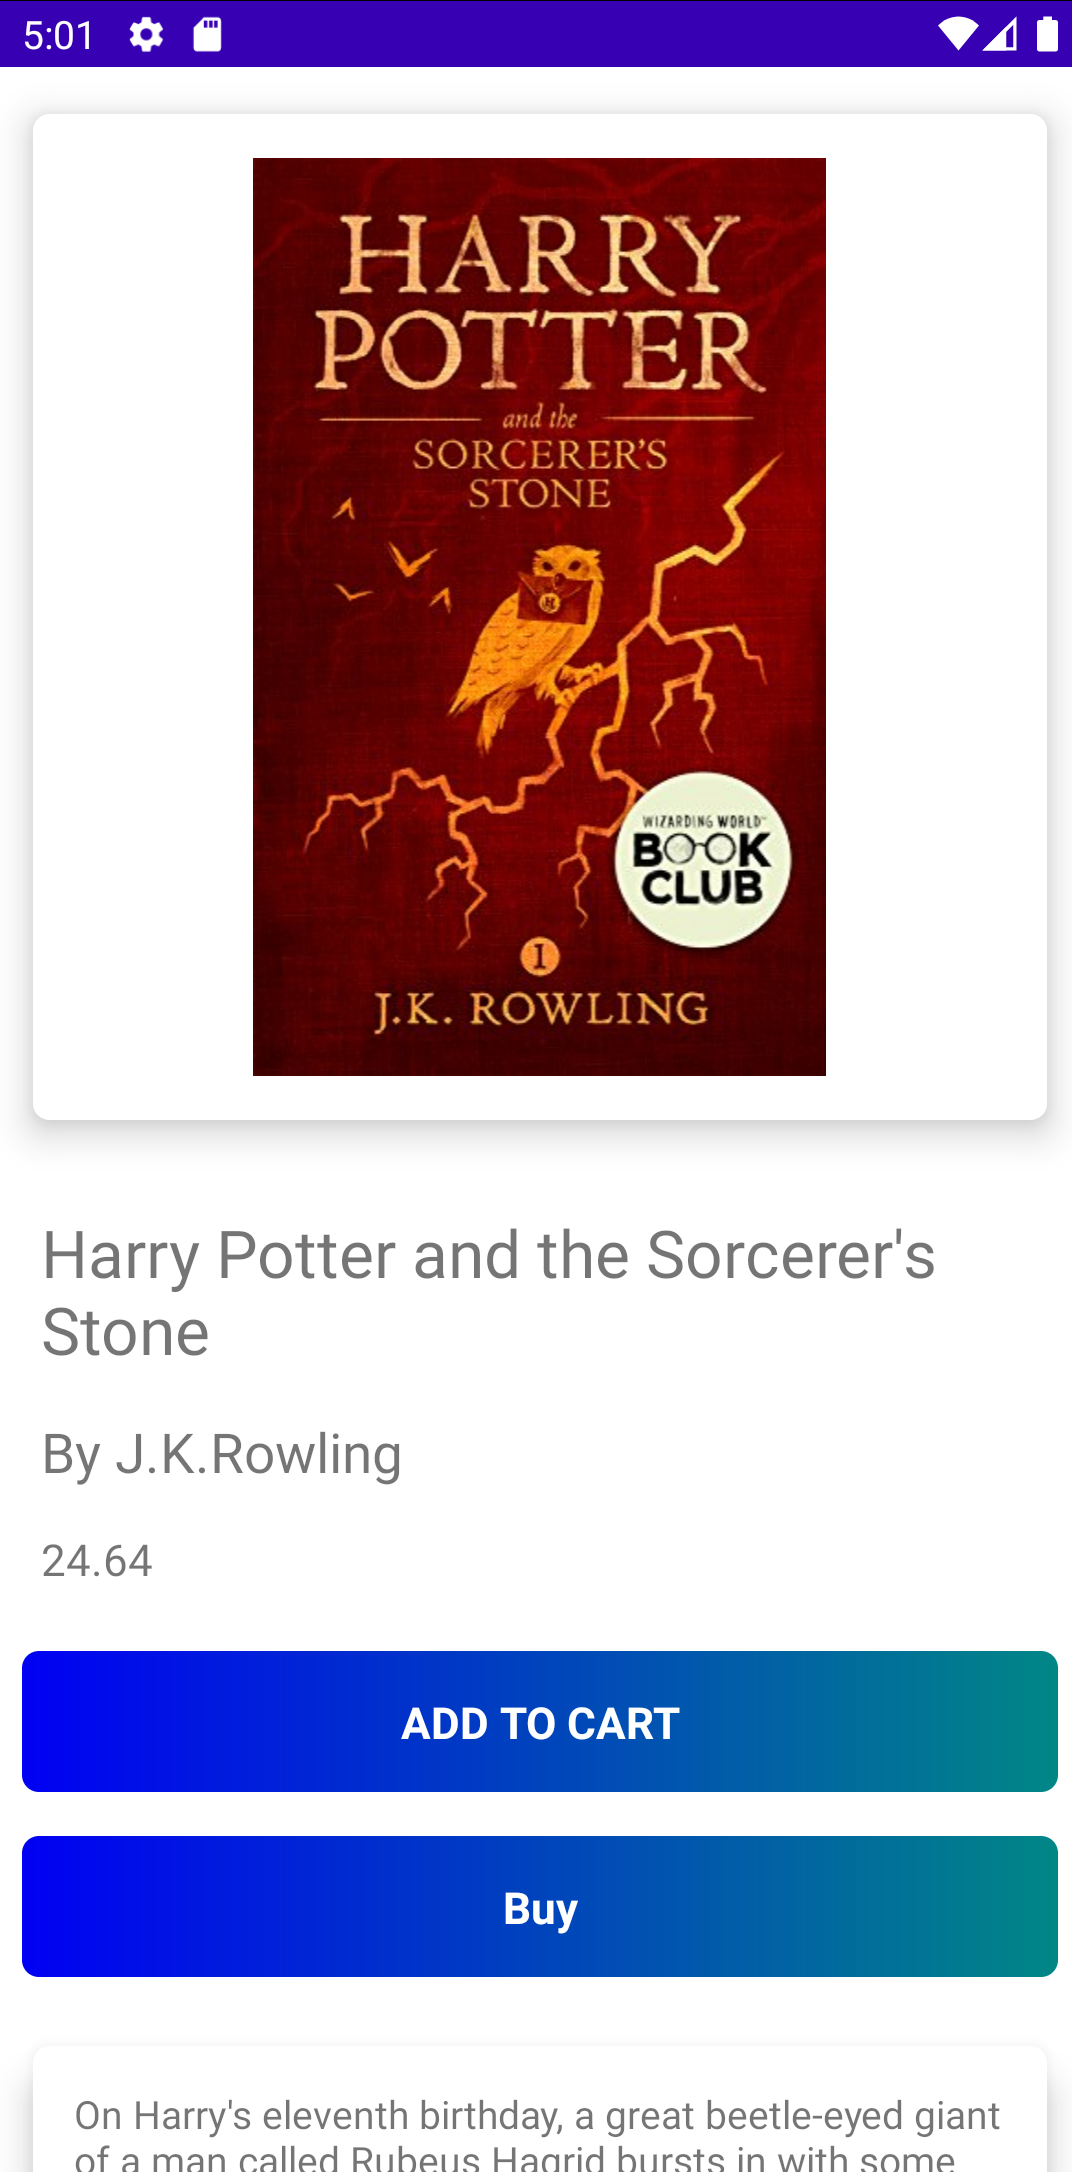 5:01
HARRY
POTTER
and the
SORCERER'S
STONE
H
WIZARDING WORLD™
BOOK
CLUB
1
J.K. ROWLING
Harry Potter and the Sorcerer's
Stone
By J.K.Rowling
24.64
ADD TO CART
Buy
On Harry's eleventh birthday, a great beetle-eyed giant
of a man called Rubeus Hagrid bursts in with some